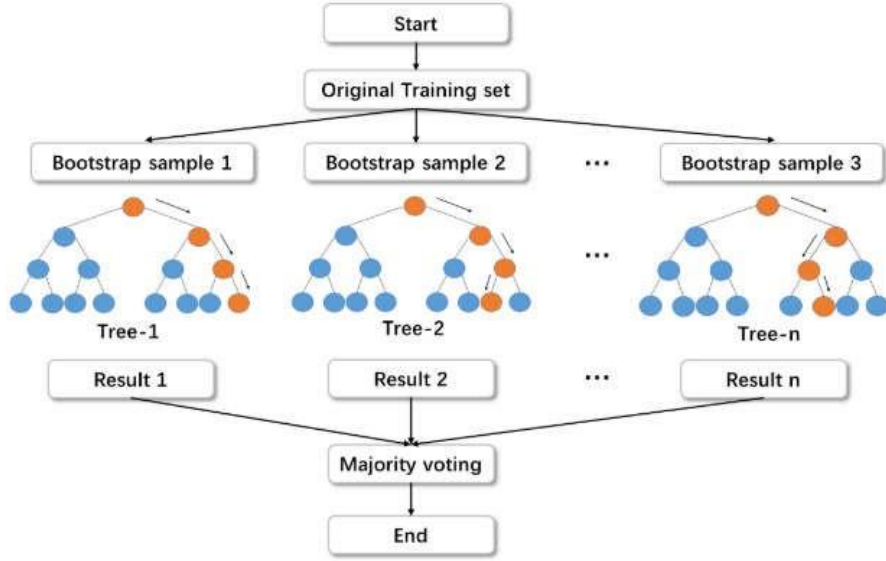 Start
Original Training set
Bootstrap sample 1
Bootstrap sample 2
...
Bootstrap sample 3
...
Tree-1
Tree-2
Tree-n
Result 1
Result 2
...
Result n
Majority voting
End